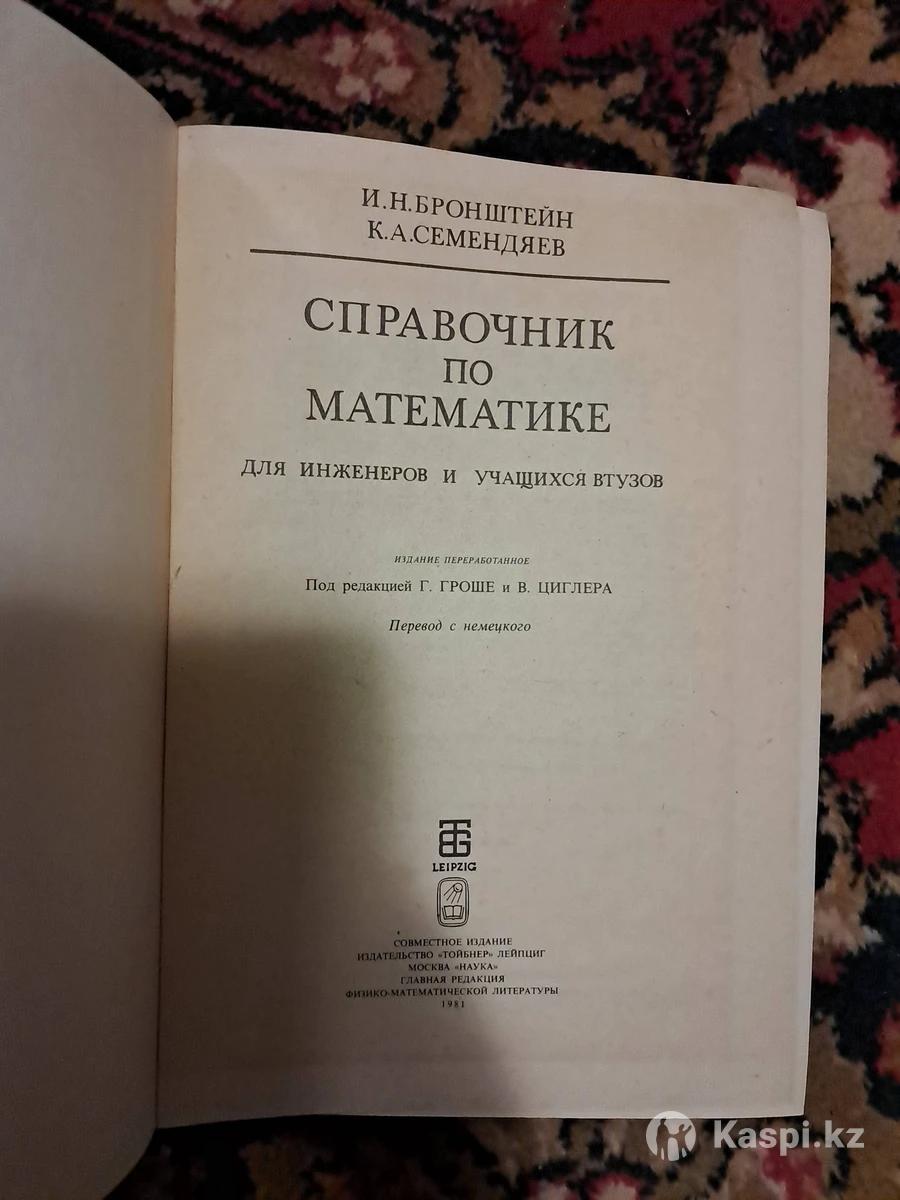 И.Н.БРОНШТЕЙН
К.А.СЕМЕНДЯЕВ
СПРАВОЧНИК
ПО
МАТЕМАТИКЕ
ДЛЯ ИНЖЕНЕРОВ И УЧАЩИХСЯ ВТУЗОВ
ИЗДАНИЕ ПЕРЕРАБОТАННОЕ
Под редакцией Г. ГРОШЕ и В. ЦИГЛЕРА
Перевод с немецкого
LEIPZIG
СОВМЕСТНОЕ ИЗДАНИЕ
ИЗДАТЕЛЬСТВО «ТОЙБНЕР» ЛЕЙПЦИГ
МОСКВА «НАУКА»
ГЛАВНАЯ РЕДАКЦИЯ
ФИЗИКО-МАТЕМАТИЧЕСКОЙ ЛИТЕРАТУРЫ
1981
Kaspi.kz